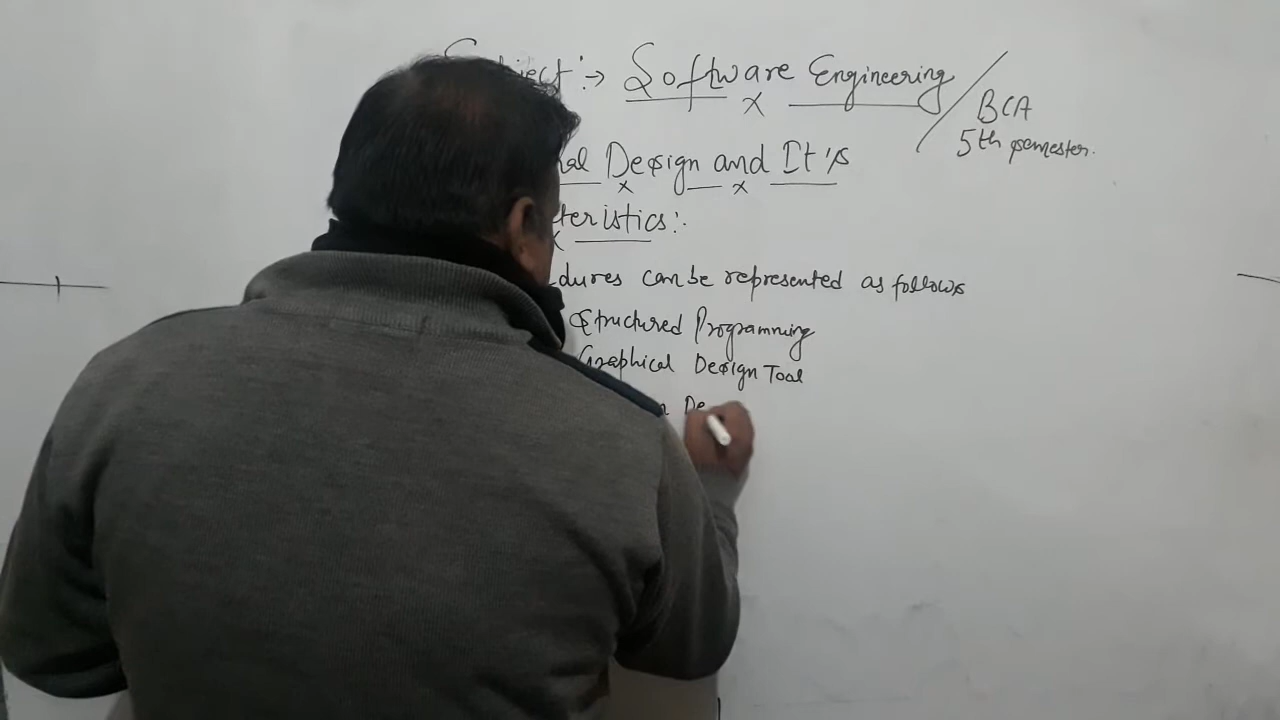 Subject:→ Software Engineering
/ BCA
5th semester.
Design and It's
teristics:.
dures can be represented as follows
Structured Programming
Graphical Design Tool
De